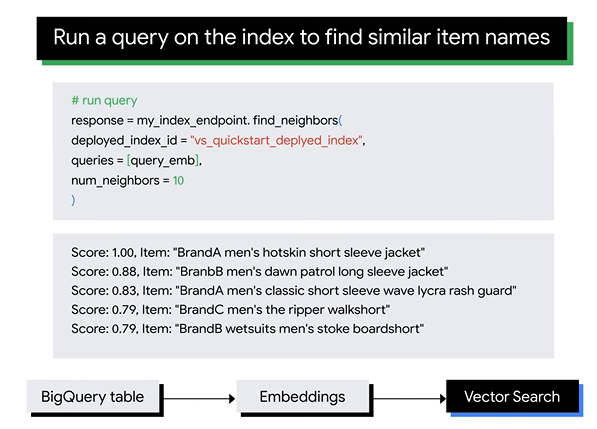 Run a query on the index to find similar item names
# run query
response = my_index_endpoint. find_neighbors(
deployed_index_id = "vs_quickstart_deplyed_index",
queries = [query_emb],
num_neighbors = 10
)
Score: 1.00, Item: "BrandA men's hotskin short sleeve jacket"
Score: 0.88, Item: "BranbB men's dawn patrol long sleeve jacket"
Score: 0.83, Item: "BrandA men's classic short sleeve wave lycra rash guard"
Score: 0.79, Item: "BrandC men's the ripper walkshort"
Score: 0.79, Item: "BrandB wetsuits men's stoke boardshort"
BigQuery table
Embeddings
Vector Search